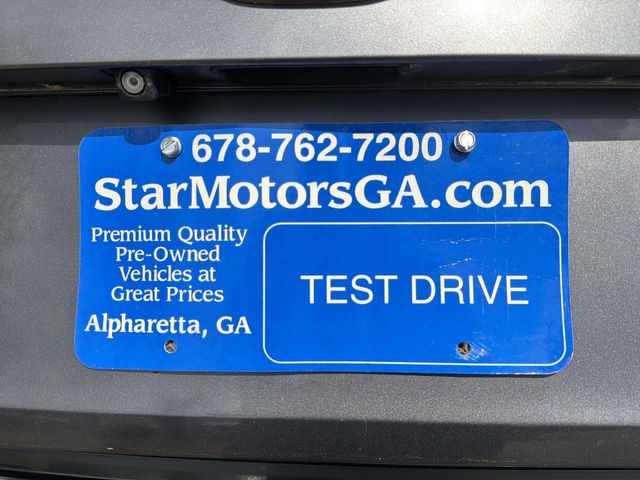 678-762-7200
StarMotorsGA.com
Premium Quality
Pre-Owned
Vehicles at
Great Prices
Alpharetta, GA
TEST DRIVE